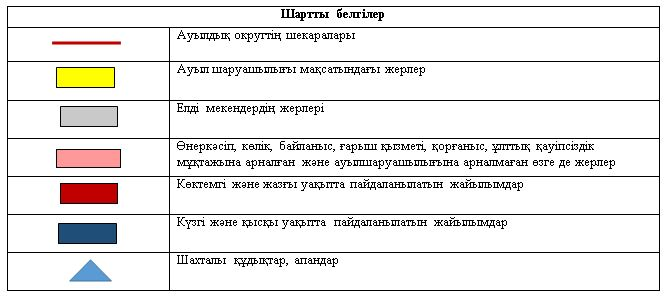 Шартты белгілер
Ауылдық округтің шекаралары
Ауыл шаруашылығы мақсатындағы жерлер
Елді мекендердің жерлері
Өнеркәсіп, көлік, байланыс, ғарыш қызметі, қорғаныс, ұлттық қауіпсіздік
мұқтажына арналған және ауылшаруашылығына арналмаған өзге де жерлер
Көктемгі және жазғы уақытта пайдаланылатын жайылымдар
Күзгі және қысқы уақытта пайдаланылатын жайылымдар
Шахталы құдықтар, апандар